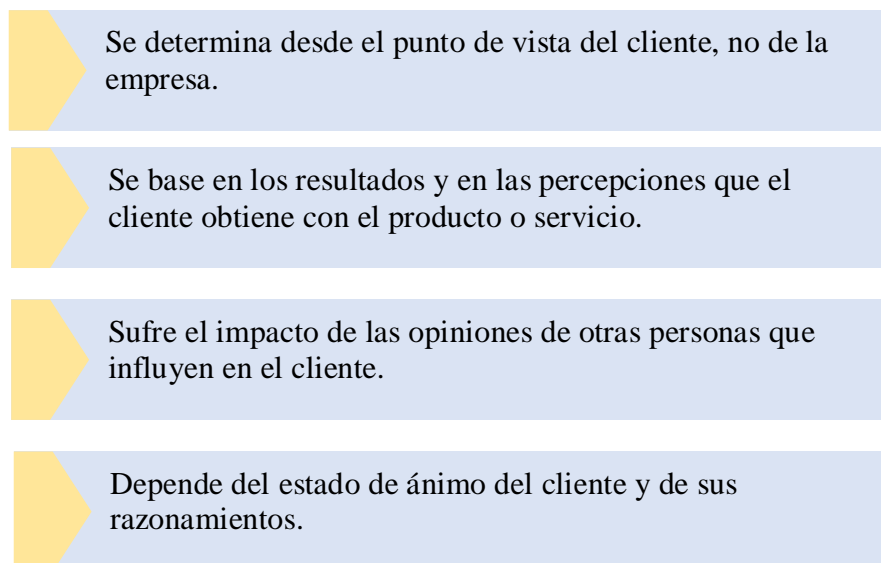 Se determina desde el punto de vista del cliente, no de la
empresa.
Se base en los resultados y en las percepciones que el
cliente obtiene con el producto o servicio.
Sufre el impacto de las opiniones de otras personas que
influyen en el cliente.
Depende del estado de ánimo del cliente y de sus
razonamientos.